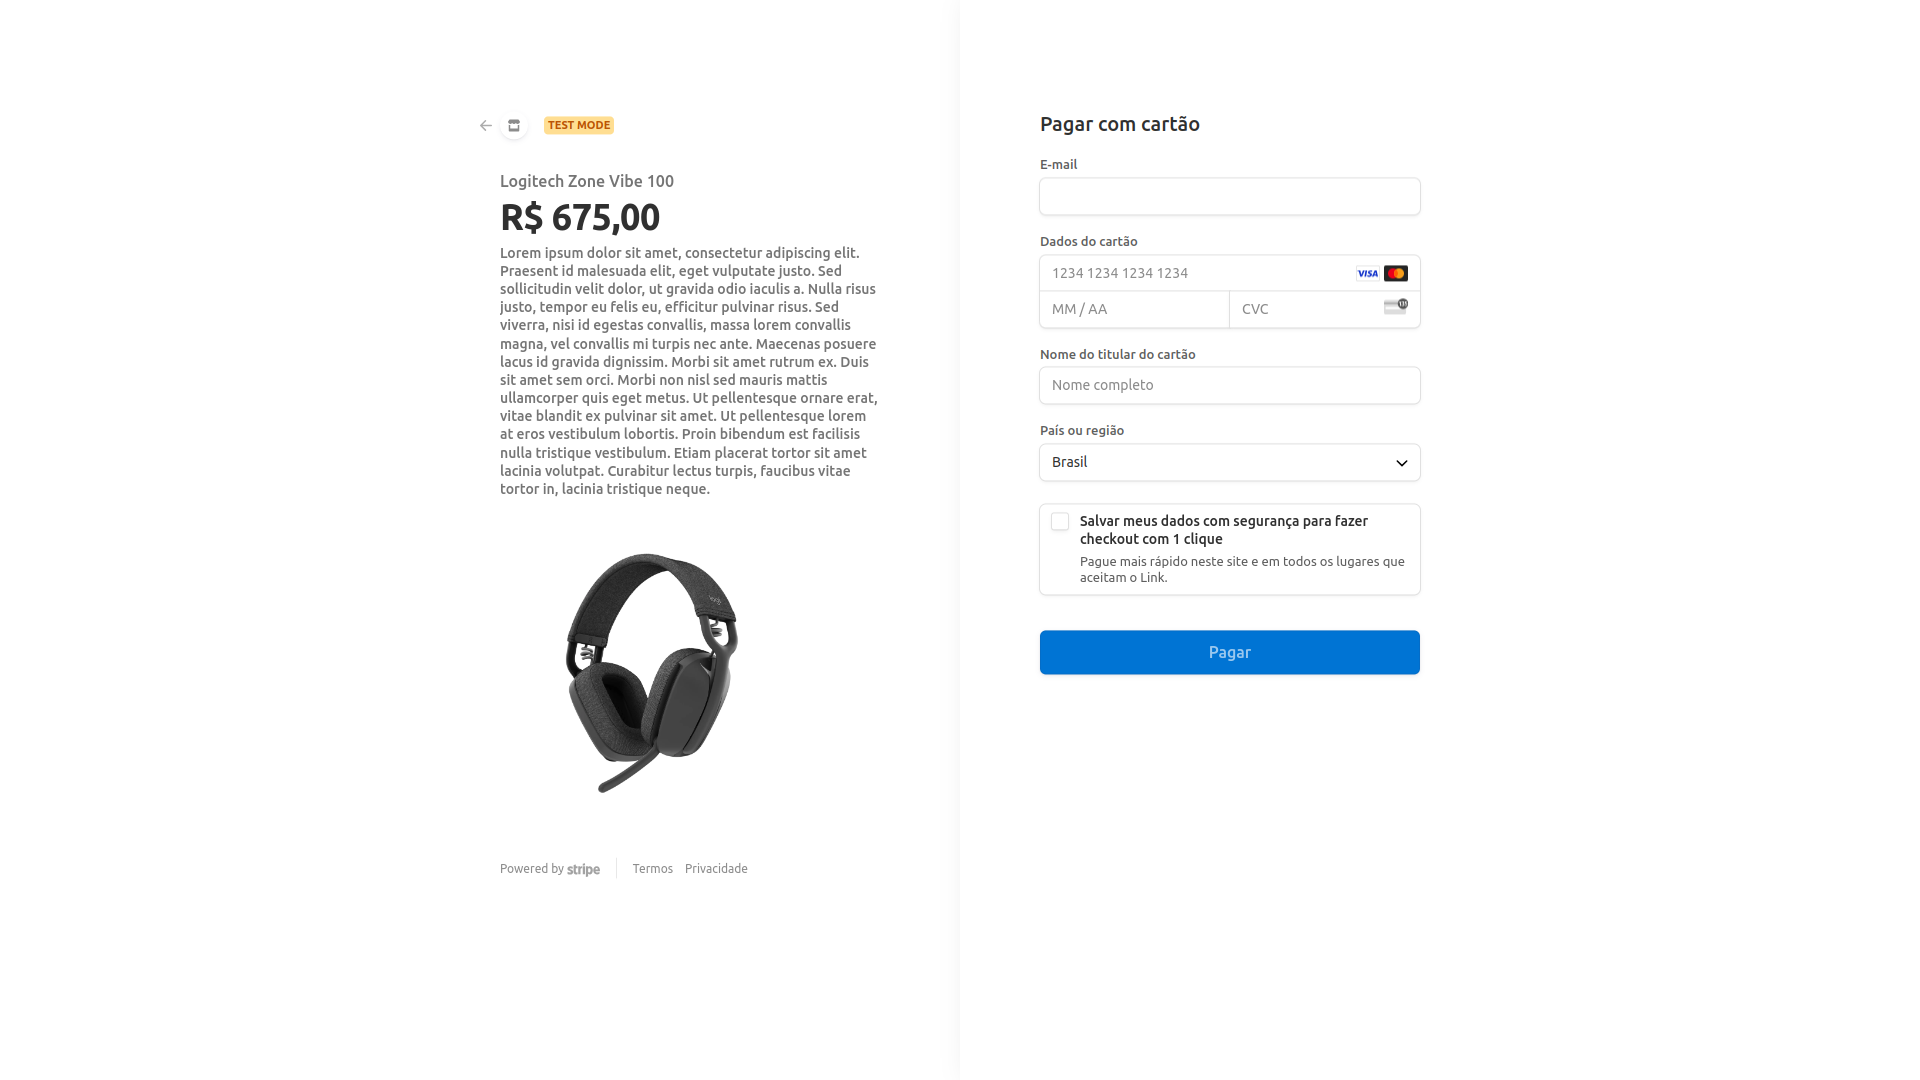 TEST MODE
Logitech Zone Vibe 100
R$ 675,00
Lorem ipsum dolor sit amet, consectetur adipiscing elit.
Praesent id malesuada elit, eget vulputate justo. Sed
sollicitudin velit dolor, ut gravida odio iaculis a. Nulla risus
justo, tempor eu felis eu, efficitur pulvinar risus. Sed
viverra, nisi id egestas convallis, massa lorem convallis
magna, vel convallis mi turpis nec ante. Maecenas posuere
lacus id gravida dignissim. Morbi sit amet rutrum ex. Duis
sit amet sem orci. Morbi non nisl sed mauris mattis
ullamcorper quis eget metus. Ut pellentesque ornare erat,
vitae blandit ex pulvinar sit amet. Ut pellentesque lorem
at eros vestibulum lobortis. Proin bibendum est facilisis
nulla tristique vestibulum. Etiam placerat tortor sit amet
lacinia volutpat. Curabitur lectus turpis, faucibus vitae
tortor in, lacinia tristique neque.
Powered by stripe
Termos Privacidade
Pagar com cartão
E-mail
Dados do cartão
1234 1234 1234 1234 VISA
MM / AA
CVC
Nome do titular do cartão
Nome completo
País ou região
Brasil
Salvar meus dados com segurança para fazer
checkout com 1 clique
Pague mais rápido neste site e em todos os lugares que
aceitam o Link.
Pagar